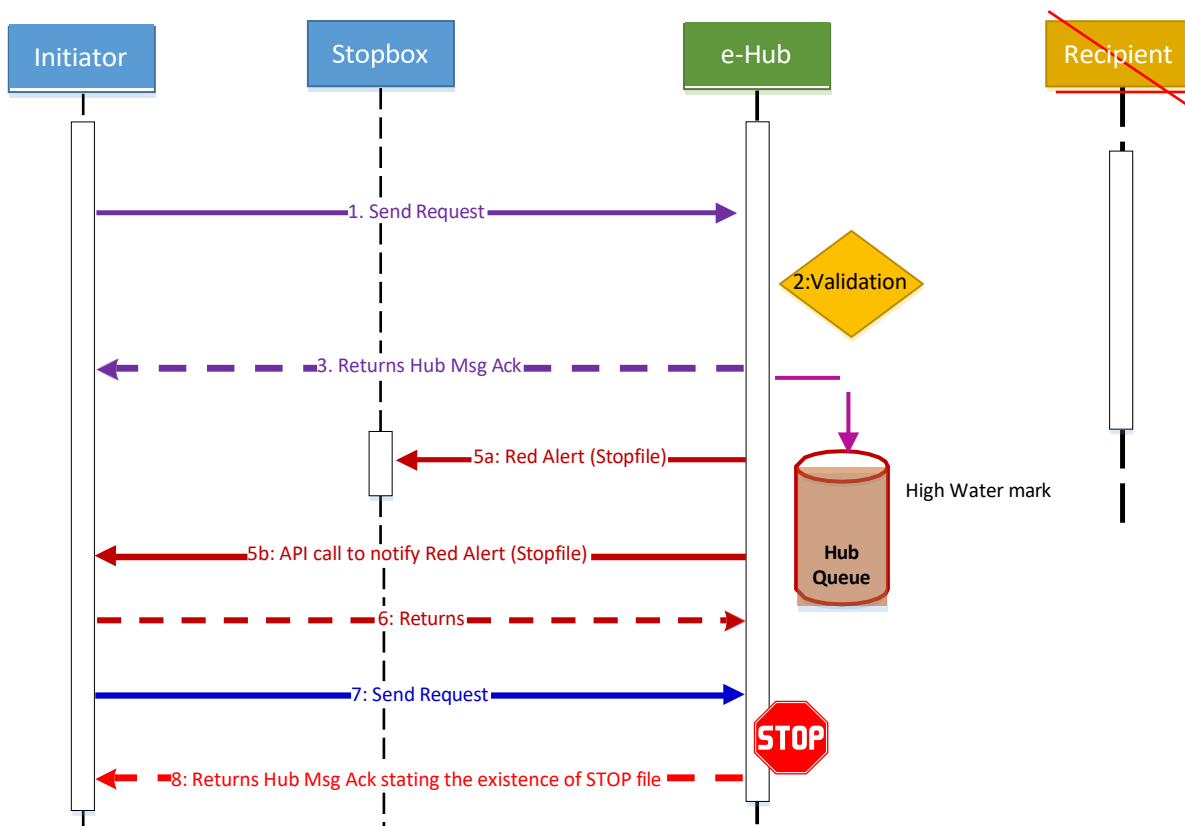 Initiator
Stopbox
e-Hub
Recipient
1. Send Request
2:Validation
3. Returns Hub Msg Ack
5a: Red Alert (Stopfile)
High Water mark
5b: API call to notify Red Alert (Stopfile)
Hub
Queue
6: Returns
7: Send Request
STOP
8: Returns Hub Msg Ack stating the existence of STOP file